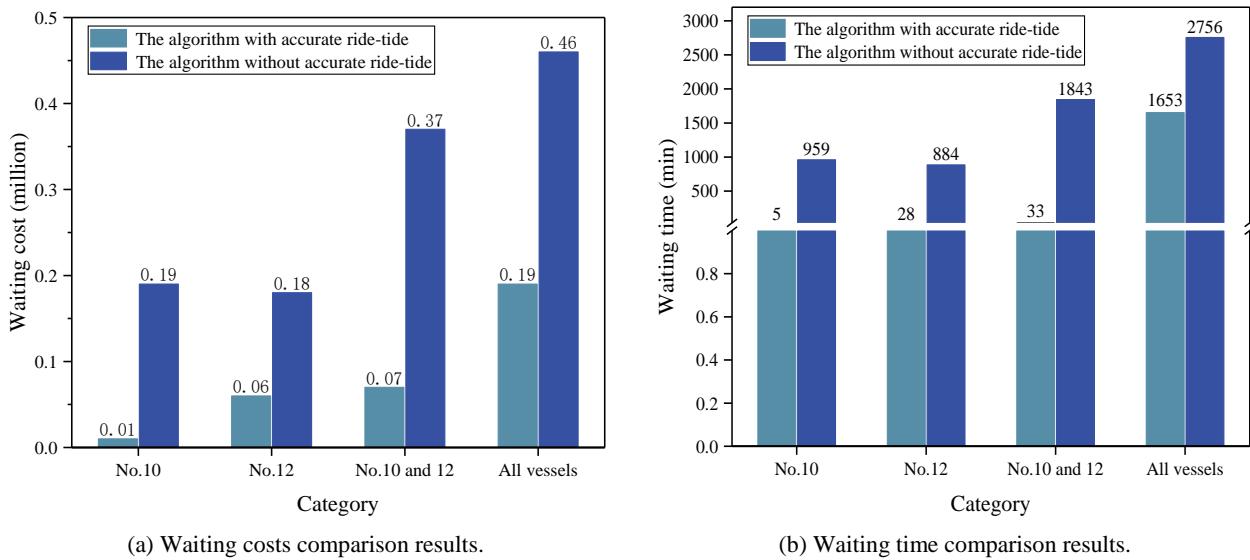 0.5
0.4
0.3
0.2
0.1
0.0
Waiting cost (million)
The algorithm with accurate ride-tide
The algorithm without accurate ride-tide
0.01
0.19
0.06
0.18
0.07
0.37
0.19
0.46
No.10
No.12
No.10 and 12
All vessels
Category
(a) Waiting costs comparison results.
3000
2500
2000
1500
1000
500
0.8
0.6
0.4
0.2
0.0
Waiting time (min)
The algorithm with accurate ride-tide
The algorithm without accurate ride-tide
5
959
28
884
33
1843
1653
2756
No.10
No.12
No.10 and 12
All vessels
Category
(b) Waiting time comparison results.